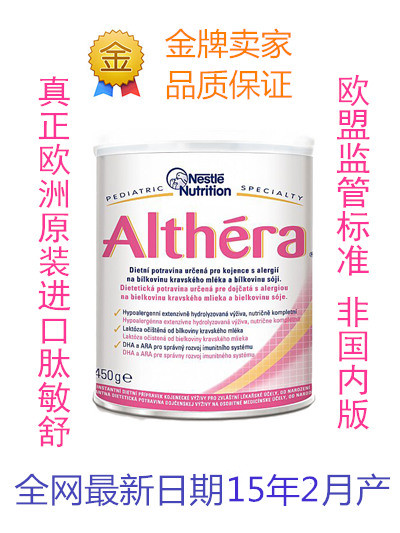 金
金牌卖家
品质保证
真正欧洲原装进口肽敏舒
欧盟监管标准 非国内版
Nestlé
Nutrition
PEDIATRIC SPECIALTY
Althéra
Dietní potravina určená pro kojence s alergií
na bílkovinu kravského mléka a bílkovinu sóji.
Dietetická potravina určená pre dojčatá s alergiou
na bielkovinu kravského mlieka a bielkovinu sóje.
Hypoalergenní extenzivně hydrolyzovaná výživa, nutričně kompletní
Hypoalergénna extenzívne hydrolyzovaná výživa, nutrične kompletná
Laktóza očištěná od bílkoviny kravského mléka
Laktóza očistená od bielkoviny kravského mlieka
DHA a ARA pro správný rozvoj imunitního systému
DHA a ARA pre správny rozvoj imunitného systému
450g e
全网最新日期15年2月产